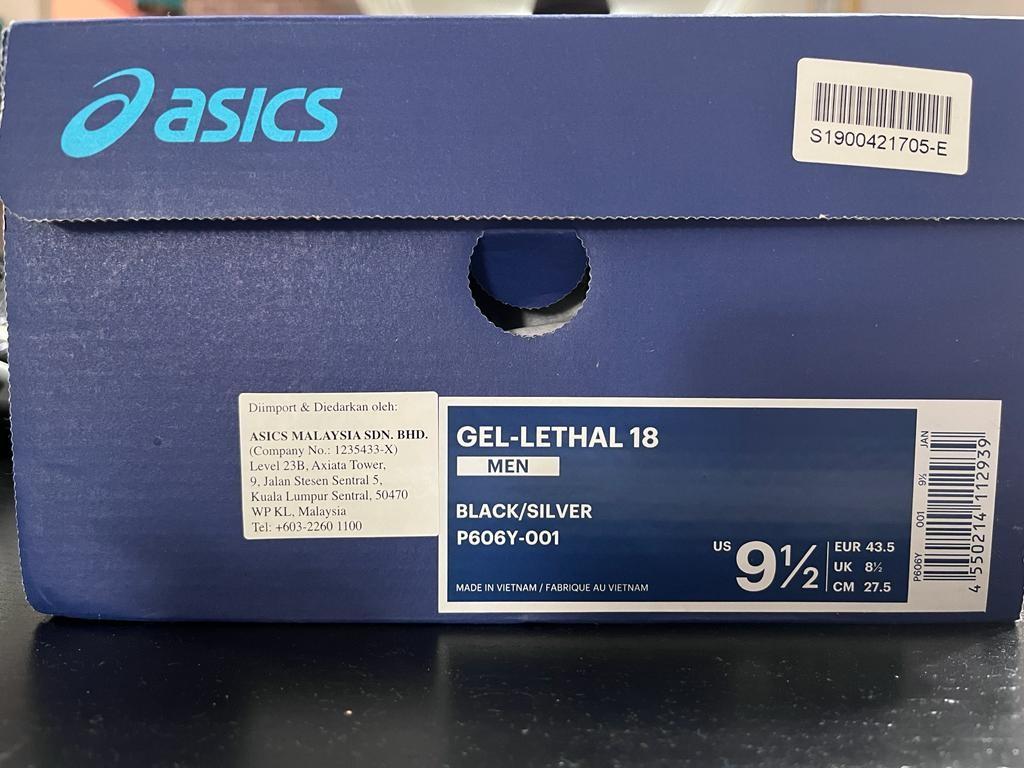 asics
S1900421705-E
Diimport & Diedarkan oleh:
ASICS MALAYSIA SDN. BHD.
(Company No.: 1235433-X)
Level 23B, Axiata Tower,
9, Jalan Stesen Sentral 5,
Kuala Lumpur Sentral, 50470
WP KL, Malaysia
Tel: +603-2260 1100
GEL-LETHAL 18
MEN
BLACK/SILVER
P606Y-001
MADE IN VIETNAM / FABRIQUE AU VIETNAM
US 9½
EUR 43.5
UK 8½
CM 27.5
P606Y 001 9½ JAN
4 550214 112939